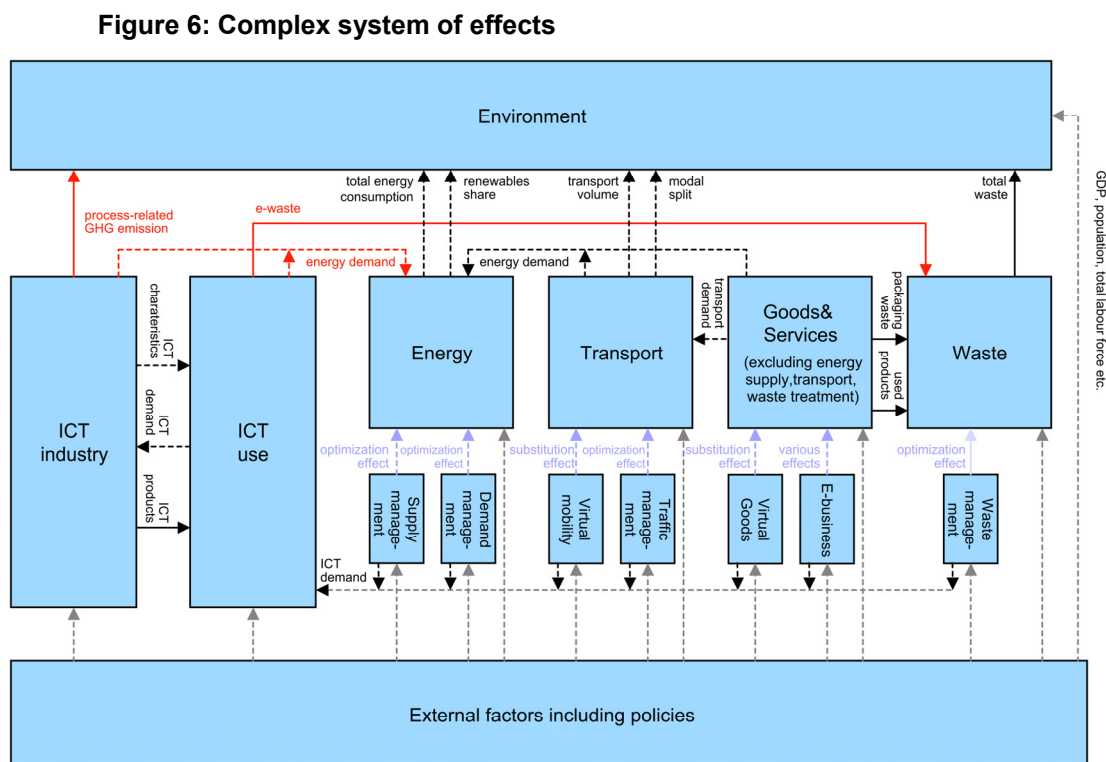 Figure 6: Complex system of effects
Environment
GDP, population, total labour force etc.
process-related
GHG emission
e-waste
total energy
consumption
renewables
share
transport
volume
modal
split
total
waste
energy demand
energy demand
ICT
industry
charateristics
ICT
demand
ICT
products
ICT
ICT
use
Energy
Transport
transport
demand
Goods&
Services
(excluding energy
supply,transport,
waste treatment)
packaging
waste
used
products
Waste
optimization
effect
optimization
effect
substitution
effect
optimization
effect
substitution
effect
various
effects
optimization
effect
Supply
manage-
ment
Demand
manage-
ment
Virtual
mobility
Traffic
manage-
ment
Virtual
Goods
E-business
Waste
manage-
ment
ICT
demand
External factors including policies